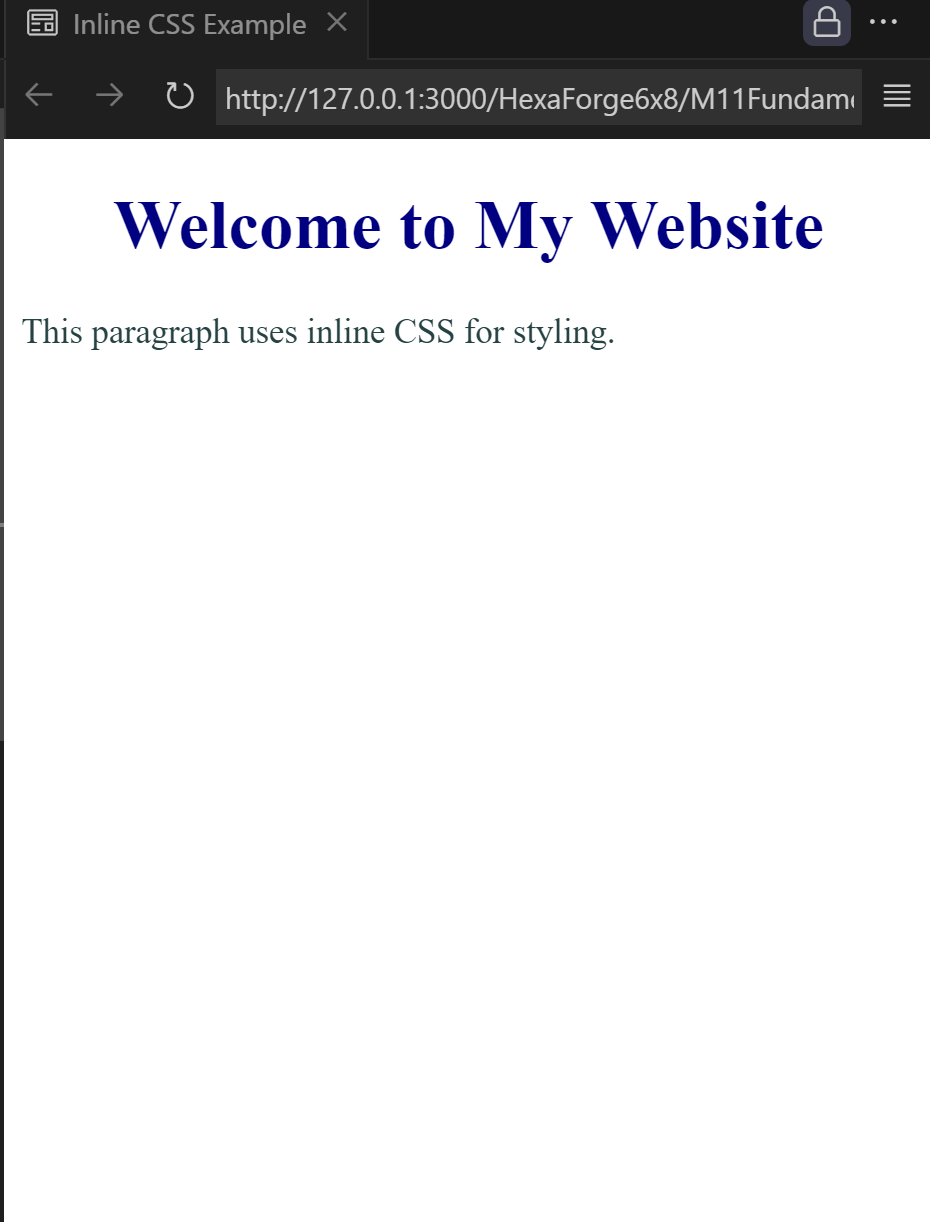 Inline CSS Example
http://127.0.0.1:3000/HexaForge6x8/M11Fundam
Welcome to My Website
This paragraph uses inline CSS for styling.